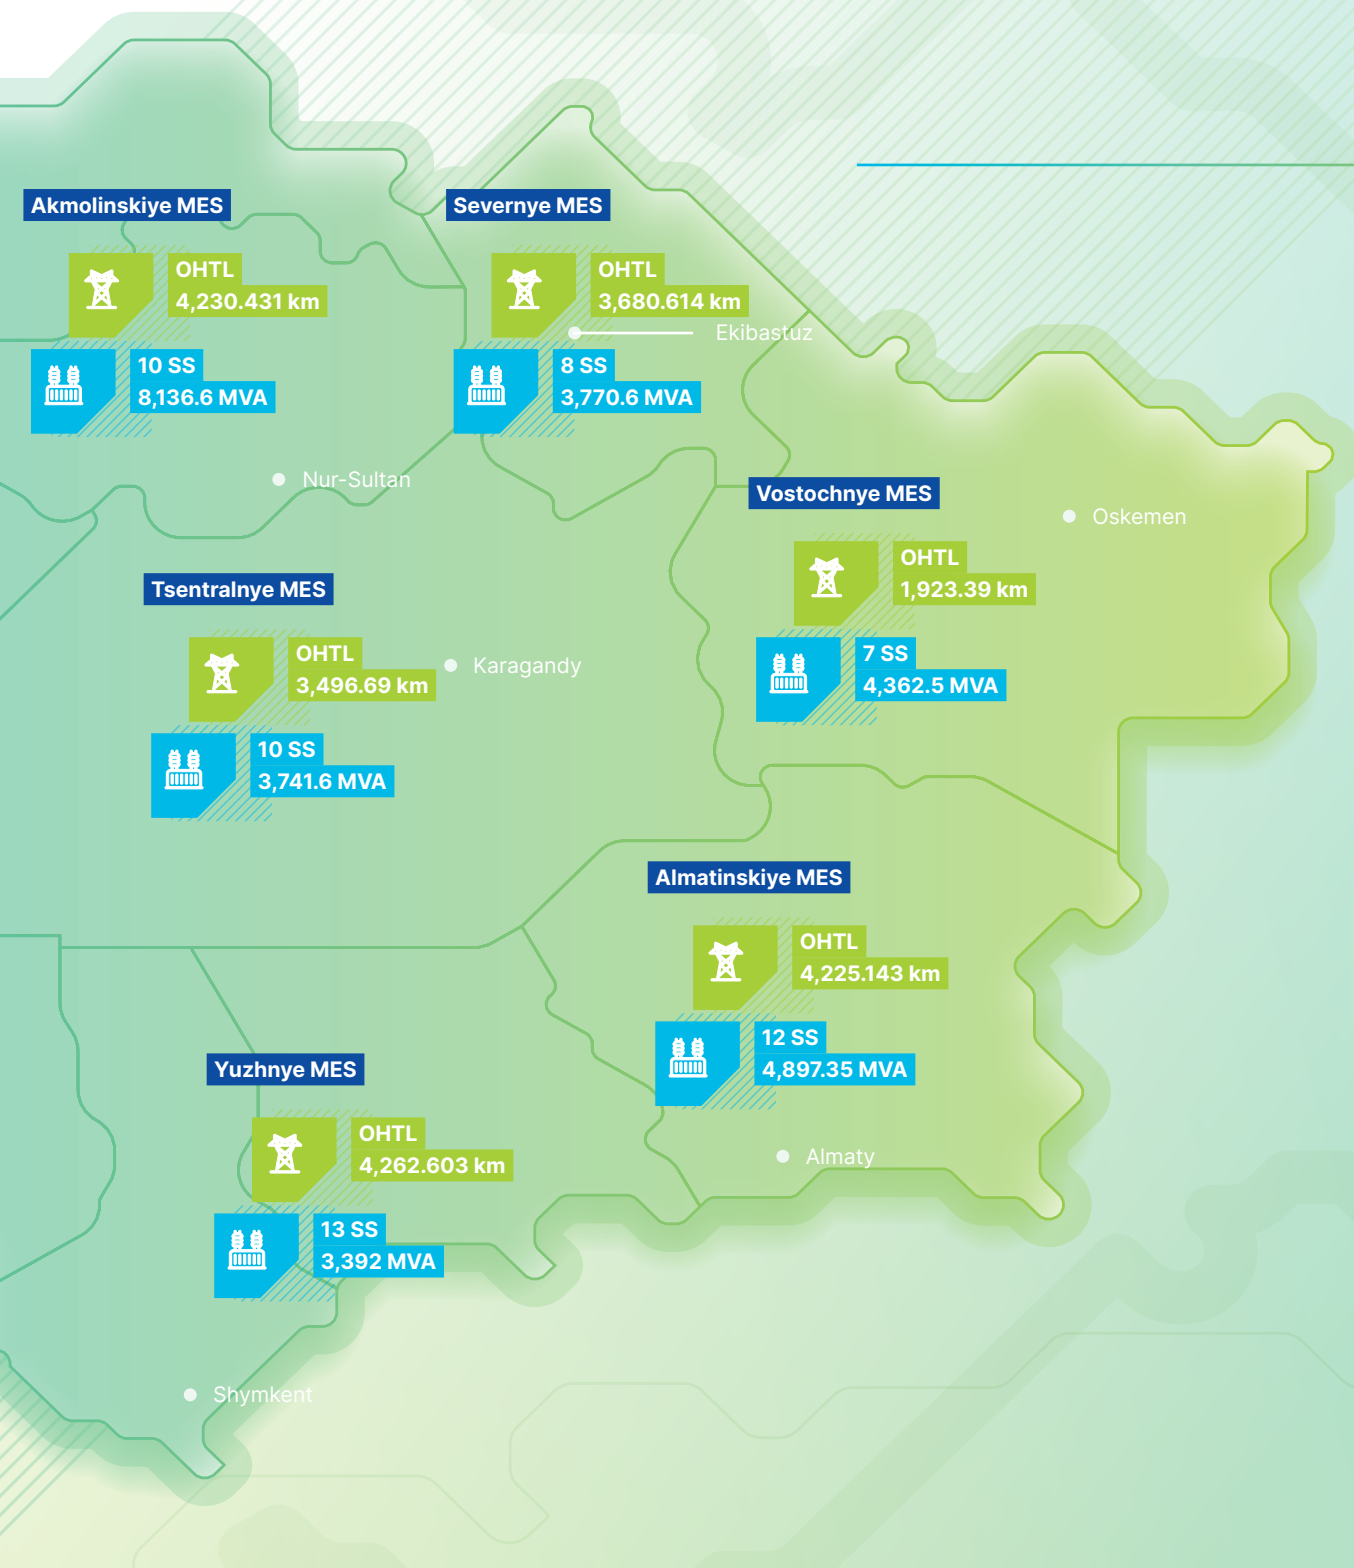 Akmolinskiye MES
OHTL
4,230.431 km
10 SS
8,136.6 MVA
Severnye MES
OHTL
3,680.614 km
Ekibastuz
8 SS
3,770.6 MVA
Nur-Sultan
Vostochnye MES
Oskemen
OHTL
1,923.39 km
7 SS
4,362.5 MVA
Tsentralnye MES
OHTL
3,496.69 km
Karagandy
10 SS
3,741.6 MVA
Almatinskiye MES
OHTL
4,225.143 km
12 SS
4,897.35 MVA
Almaty
Yuzhnye MES
OHTL
4,262.603 km
13 SS
3,392 MVA
Shymkent